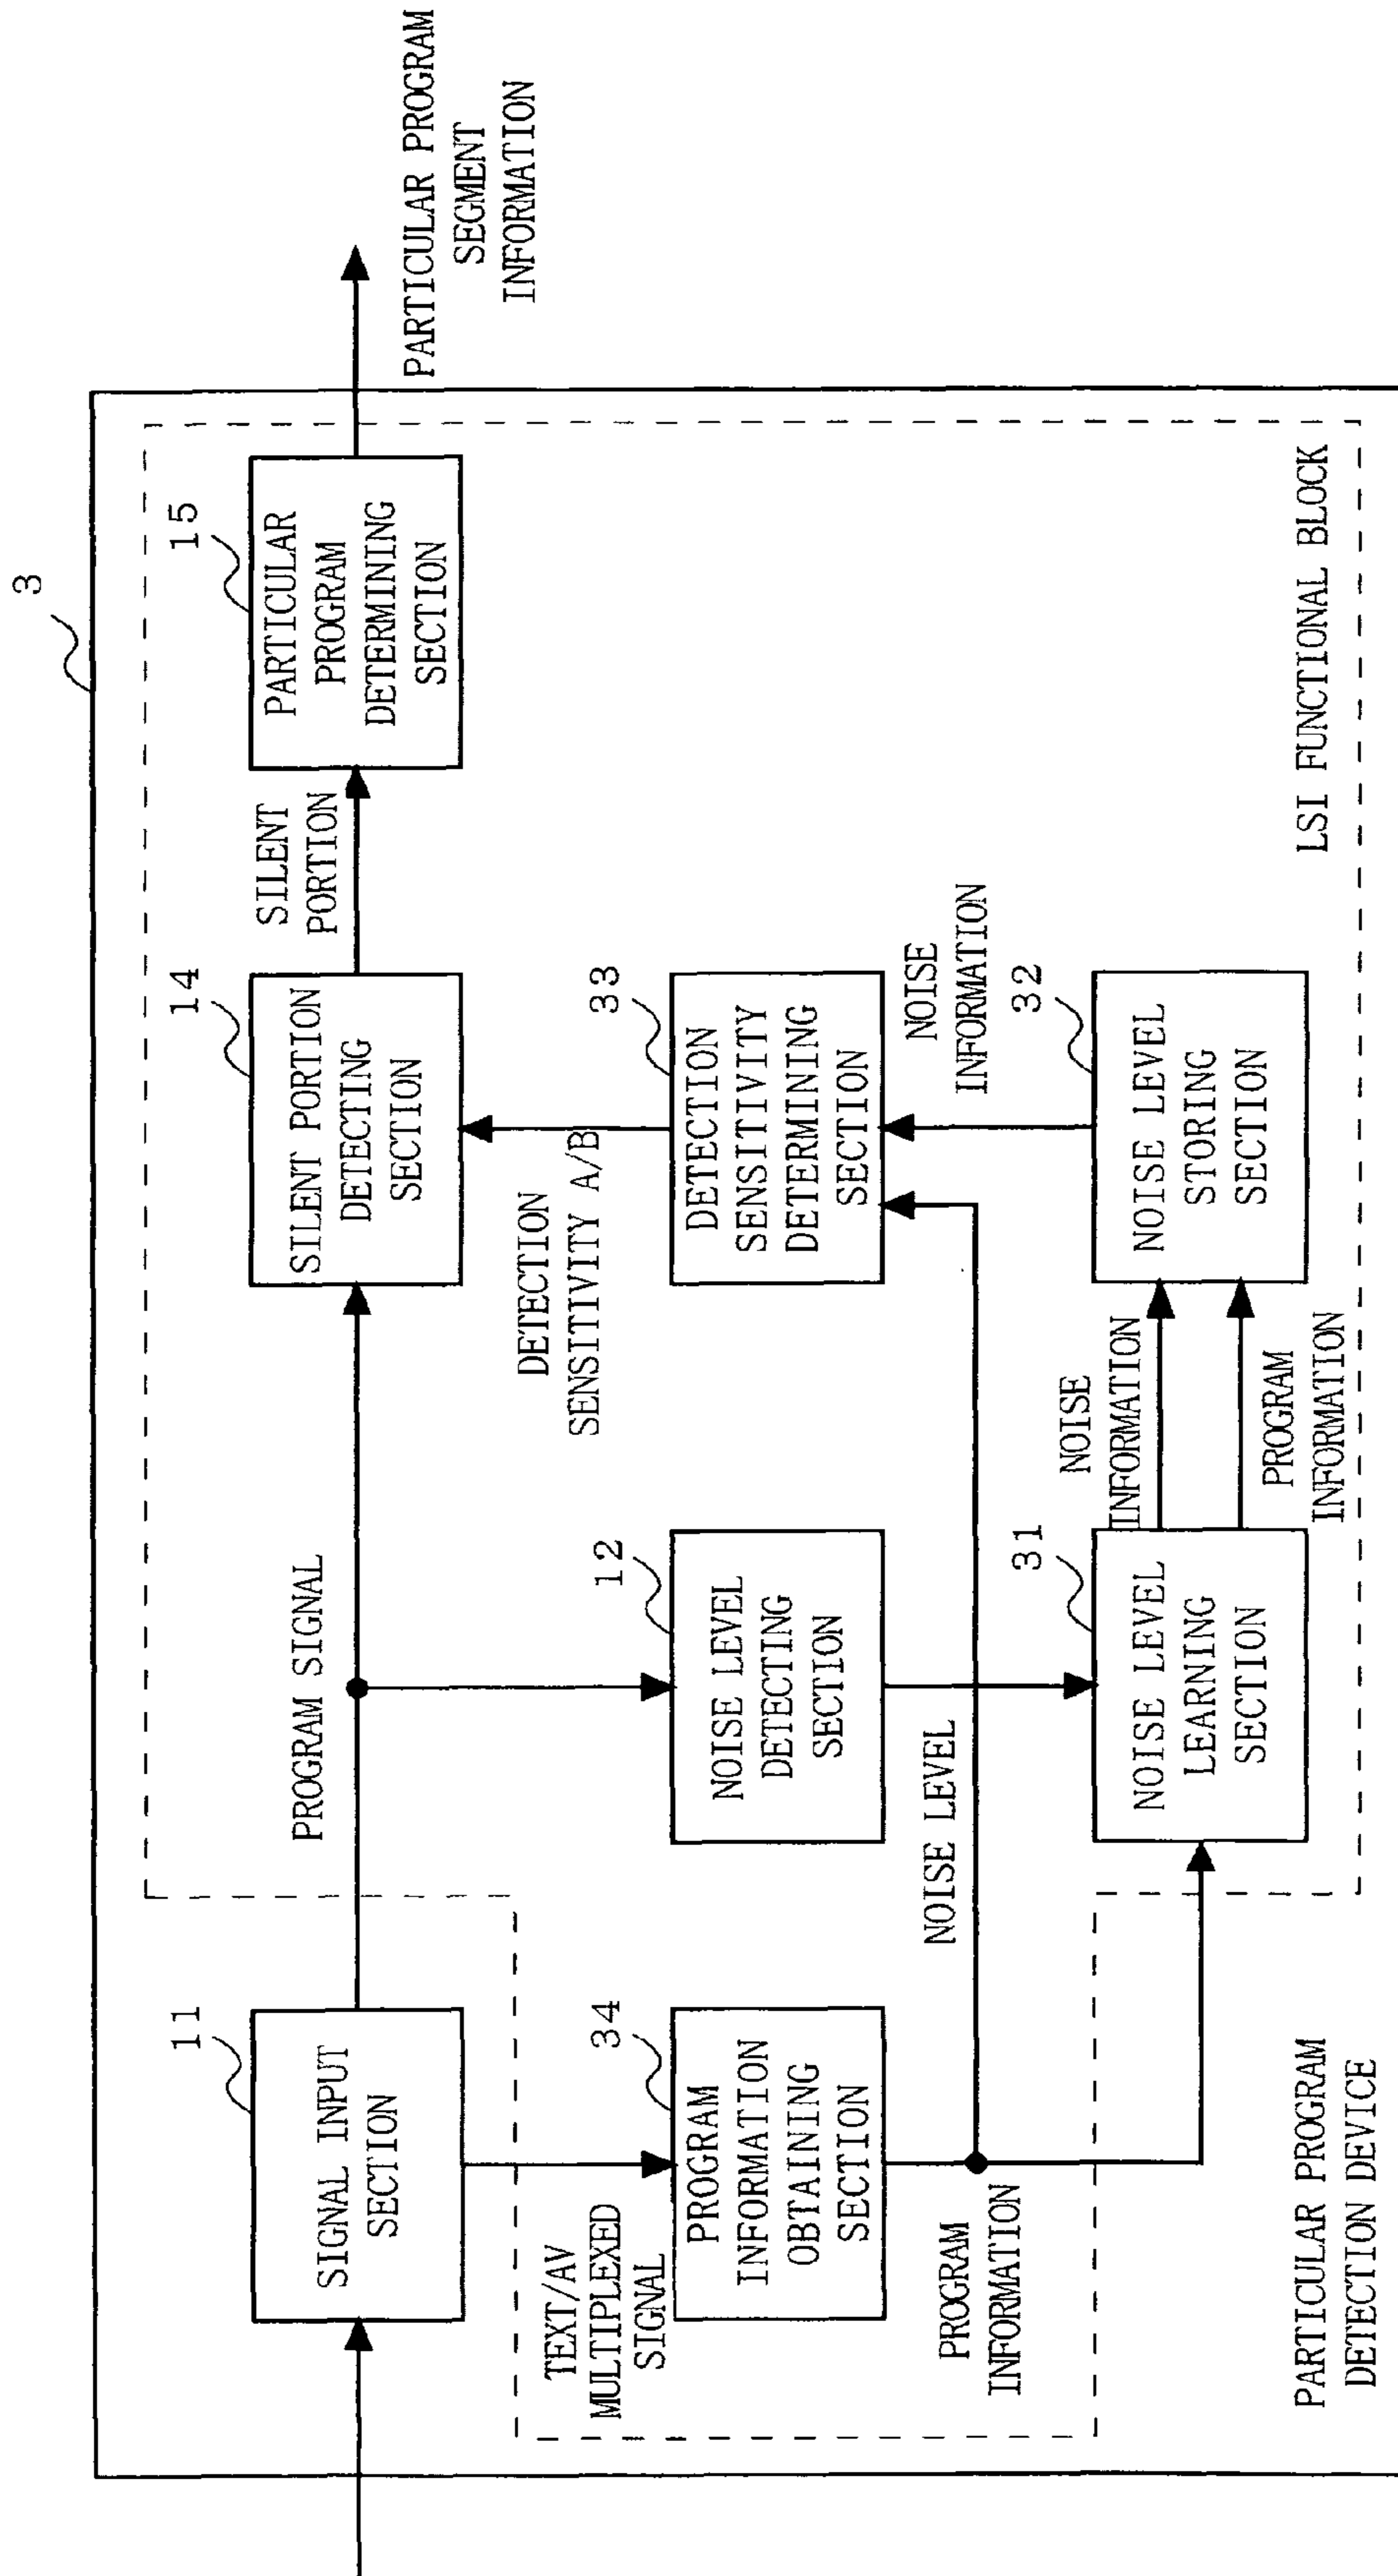 3
11
SIGNAL INPUT
SECTION
PROGRAM SIGNAL
14
SILENT PORTION
DETECTING
SECTION
SILENT
PORTION
15
PARTICULAR
PROGRAM
DETERMINING
SECTION
PARTICULAR PROGRAM
SEGMENT
INFORMATION
TEXT/AV
MULTIPLEXED
SIGNAL
34
PROGRAM
INFORMATION
OBTAINING
SECTION
12
NOISE LEVEL
DETECTING
SECTION
DETECTION
SENSITIVITY A/B
33
DETECTION
SENSITIVITY
DETERMINING
SECTION
PROGRAM
INFORMATION
NOISE LEVEL
NOISE
INFORMATION
31
NOISE LEVEL
LEARNING
SECTION
NOISE
INFORMATION
PROGRAM
INFORMATION
32
NOISE LEVEL
STORING
SECTION
LSI FUNCTIONAL BLOCK
PARTICULAR PROGRAM
DETECTION DEVICE